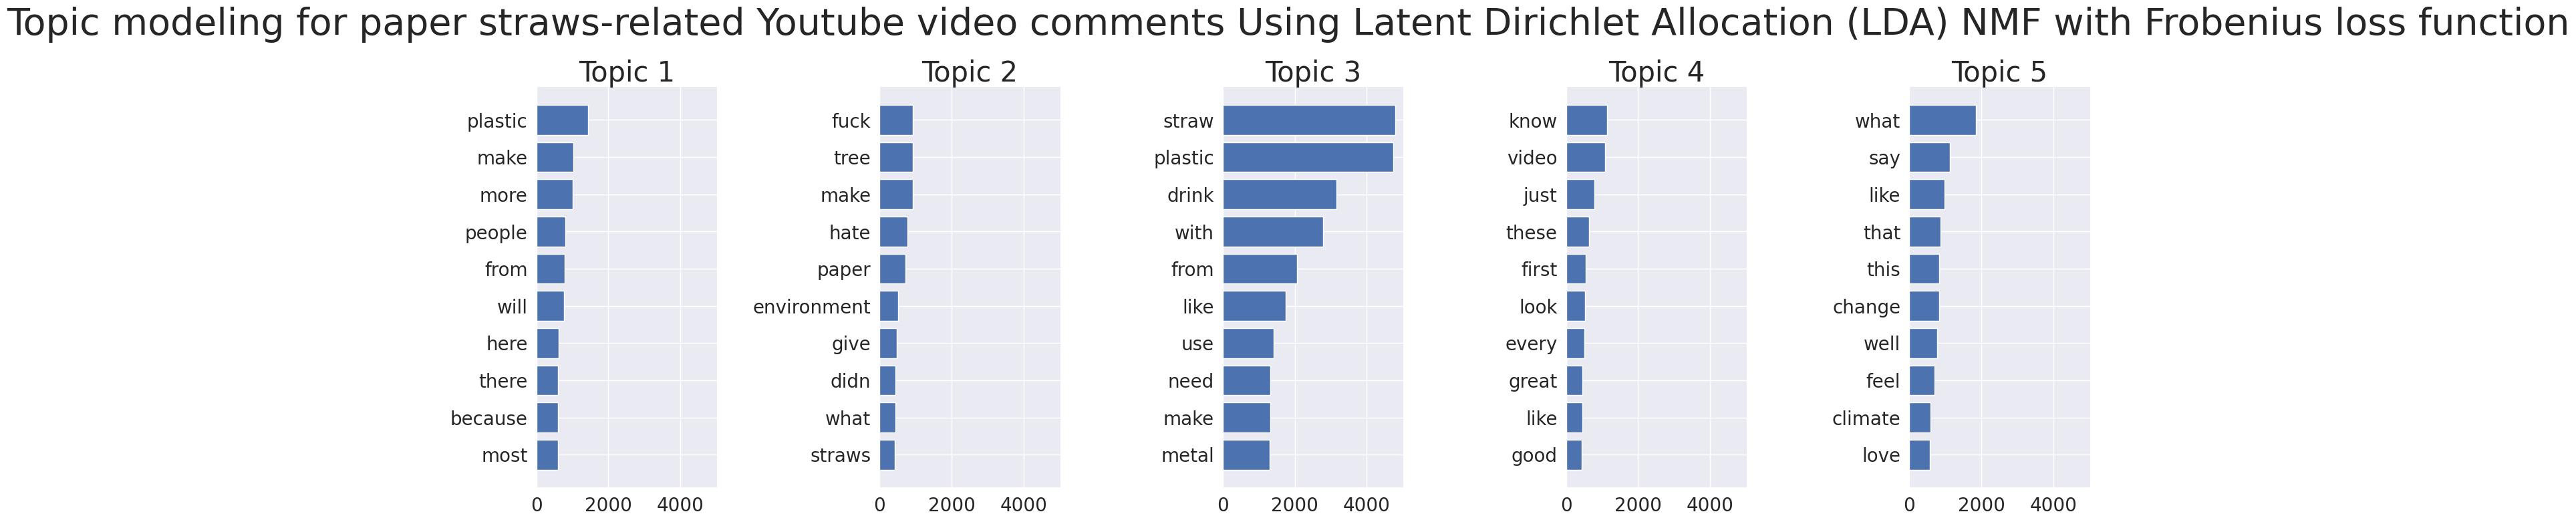 Topic modeling for paper straws-related Youtube video comments Using Latent Dirichlet Allocation (LDA) NMF with Frobenius loss function
Topic 1
plastic
make
more
people
from
will
here
there
because
most
0 2000 4000
Topic 2
fuck
tree
make
hate
paper
environment
give
didn
what
straws
0 2000 4000
Topic 3
straw
plastic
drink
with
from
like
use
need
make
metal
0 2000 4000
Topic 4
know
video
just
these
first
look
every
great
like
good
0 2000 4000
Topic 5
what
say
like
that
this
change
well
feel
climate
love
0 2000 4000